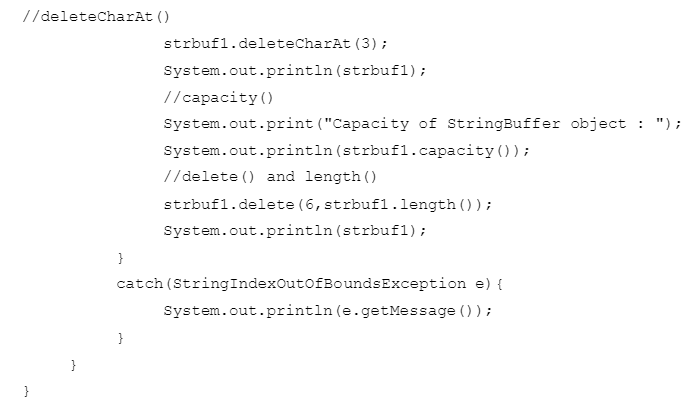 //deleteCharAt()
strbuf1.deleteCharAt(3);
System.out.println(strbuf1);
//capacity()
System.out.print("Capacity of StringBuffer object : ");
System.out.println(strbuf1.capacity());
//delete() and length()
strbuf1.delete(6,strbuf1.length());
System.out.println(strbuf1);
}
catch(StringIndexOutOfBoundsException e){
System.out.println(e.getMessage());
}
}
}